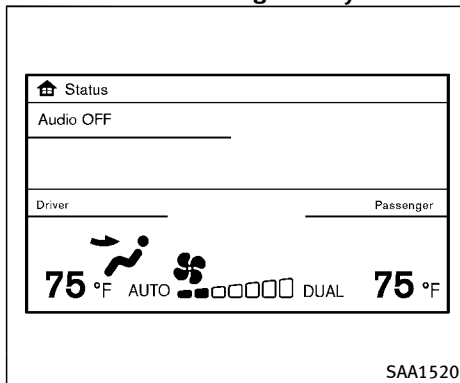 Status
Audio OFF
Driver Passenger
75 °F AUTO DUAL 75 °F
SAA1520